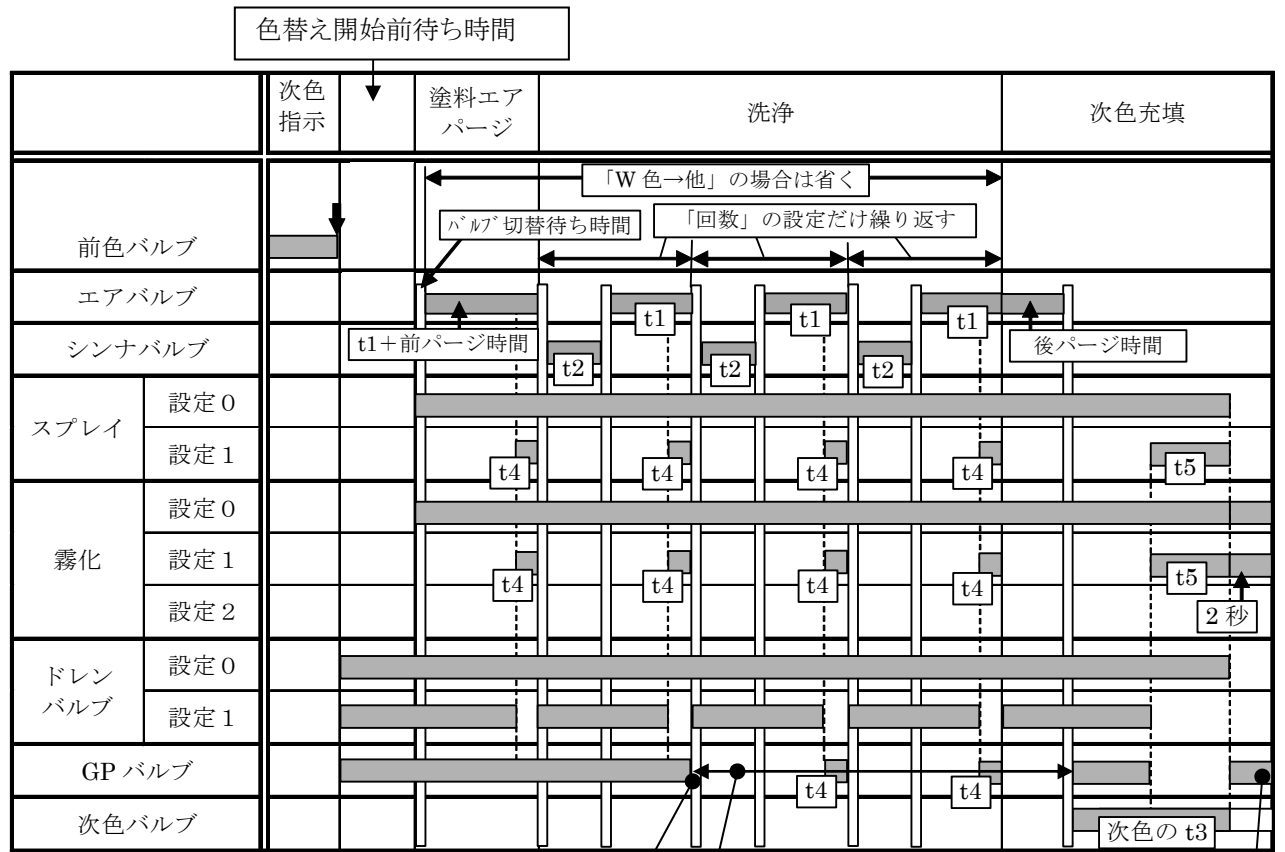 色替え開始前待ち時間
次色
指示
塗料エア
パージ
洗浄
次色充填
「W 色→他」の場合は省く
ﾊﾞﾙﾌﾞ切替待ち時間
「回数」の設定だけ繰り返す
前色バルブ
エアバルブ
t1
t1
t1
シンナバルブ
t1＋前パージ時間
後パージ時間
t2
t2
t2
スプレイ
設定０
設定１
t4
t4
t4
t4
t5
霧化
設定０
設定１
t4
t4
t4
t4
t5
設定２
2 秒
ドレン
バルブ
設定０
設定１
GP バルブ
t4
t4
次色バルブ
次色の t3